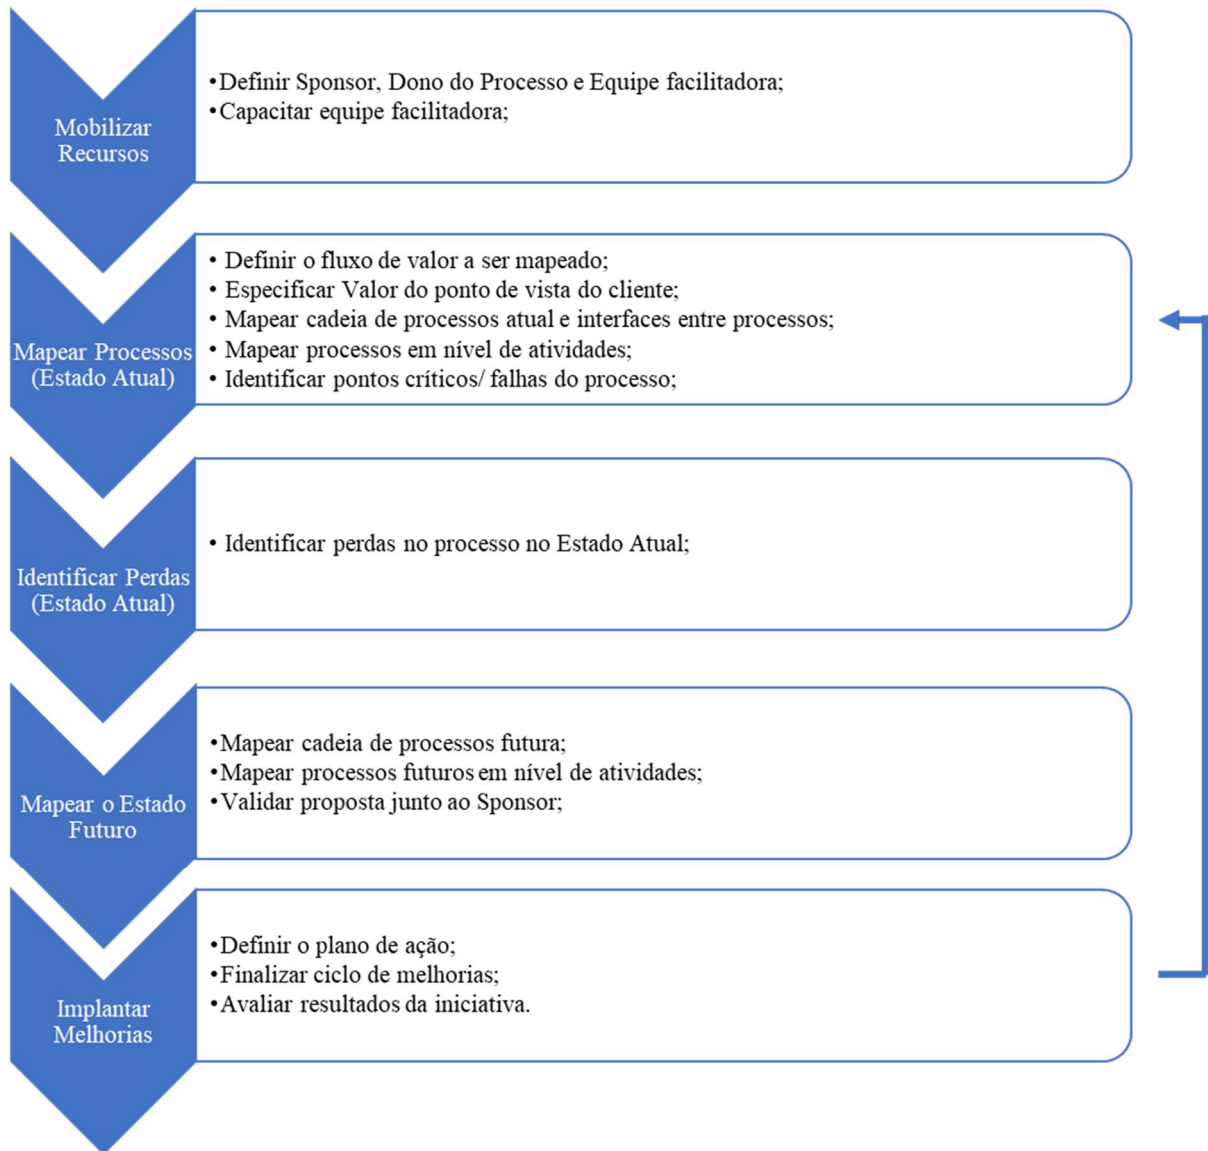 Mobilizar
Recursos
•Definir Sponsor, Dono do Processo e Equipe facilitadora;
•Capacitar equipe facilitadora;
Mapear Processos
(Estado Atual)
• Definir o fluxo de valor a ser mapeado;
• Especificar Valor do ponto de vista do cliente;
• Mapear cadeia de processos atual e interfaces entre processos;
• Mapear processos em nível de atividades;
• Identificar pontos críticos/ falhas do processo;
Identificar Perdas
(Estado Atual)
• Identificar perdas no processo no Estado Atual;
Mapear o Estado
Futuro
•Mapear cadeia de processos futura;
•Mapear processos futuros em nível de atividades;
•Validar proposta junto ao Sponsor;
Implantar
Melhorias
•Definir o plano de ação;
•Finalizar ciclo de melhorias;
•Avaliar resultados da iniciativa.